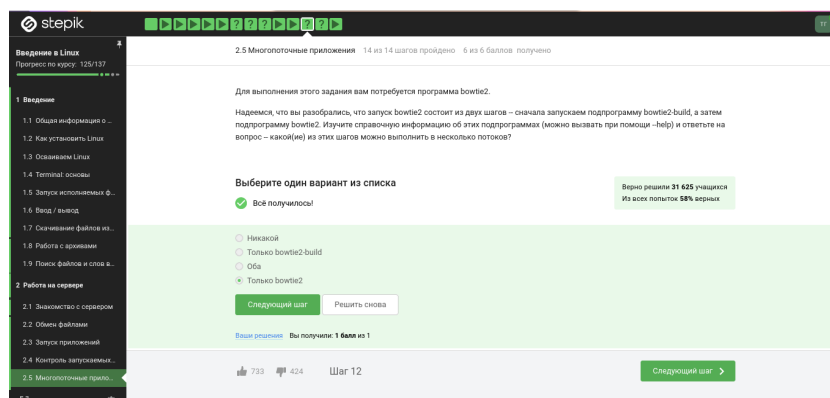 stepik
? ? ? ? ?
ТГ
Введение в Linux
Прогресс по курсу: 125/137
1 Введение
1.1 Общая информация о ...
1.2 Как установить Linux
1.3 Осваиваем Linux
1.4 Terminal: основы
1.5 Запуск исполняемых ф...
1.6 Ввод / вывод
1.7 Скачивание файлов из...
1.8 Работа с архивами
1.9 Поиск файлов и слов в...
2 Работа на сервере
2.1 Знакомство с сервером
2.2 Обмен файлами
2.3 Запуск приложений
2.4 Контроль запускаемых...
2.5 Многопоточные прило...
2.5 Многопоточные приложения 14 из 14 шагов пройдено 6 из 6 баллов получено
Для выполнения этого задания вам потребуется программа bowtie2.
Надеемся, что вы разобрались, что запуск bowtie2 состоит из двух шагов – сначала запускаем подпрограмму bowtie2-build, а затем
подпрограмму bowtie2. Изучите справочную информацию об этих подпрограммах (можно вызвать при помощи --help) и ответьте на
вопрос – какой(ие) из этих шагов можно выполнить в несколько потоков?
Выберите один вариант из списка
Всё получилось!
Верно решили 31 625 учащихся
Из всех попыток 58% верных
Никакой
Только bowtie2-build
Оба
Только bowtie2
Следующий шаг
Решить снова
Ваши решения Вы получили: 1 балл из 1
733 424 Шаг 12
Следующий шаг